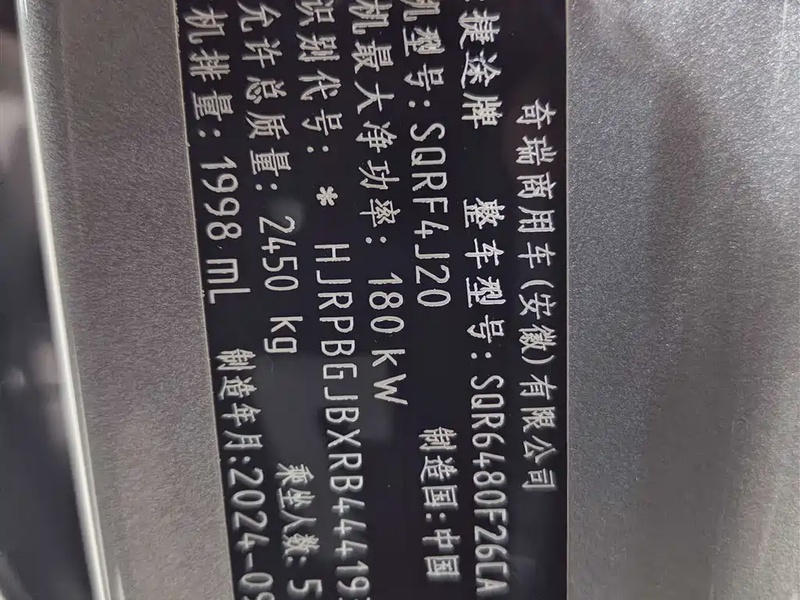 奇瑞商用车(安徽)有限公司
捷途牌 整车型号:SQR6480F26CA
机型号:SQRF4J20 制造国:中国
机最大净功率: 180 kW
识别代号: * HJRPBGJBXRB44419
允许总质量: 2450 kg 乘坐人数: 5
机排量: 1998 mL 制造年月:2024-09